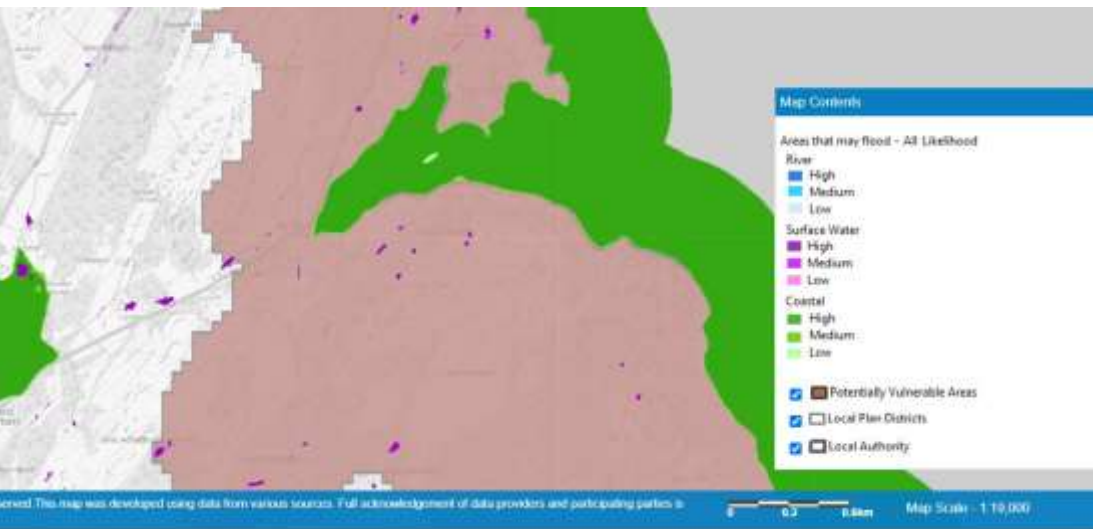 Map Contents
Areas that may flood - All Likelihood
River
High
Medium
Low
Surface Water
High
Medium
Low
Coastal
High
Medium
Low
Potentially Vulnerable Areas
Local Plan Districts
Local Authority
served This map was developed using data from various sources. Full acknowledgement of data providers and participating parties is
0 0.3 0.6km
Map Scale - 1:19,000